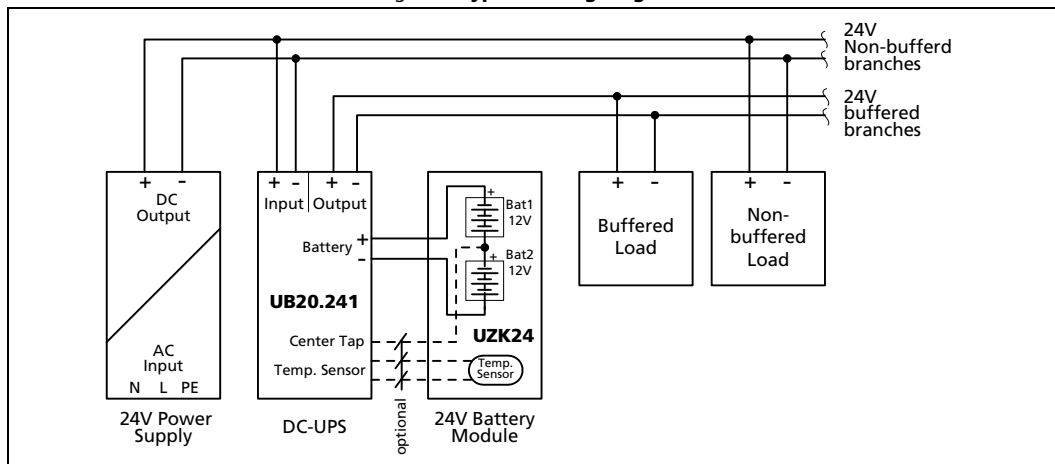 24V
Non-bufferd
branches
24V
buffered
branches
+ -
DC
Output
AC
Input
N L PE
24V Power
Supply
+ - + -
Input Output
Battery
+
-
UB20.241
Center Tap
Temp. Sensor
DC-UPS
optional
+
Bat1
12V
+
Bat2
12V
UZK24
Temp.
Sensor
24V Battery
Module
+ -
Buffered
Load
+ -
Non-
buffered
Load